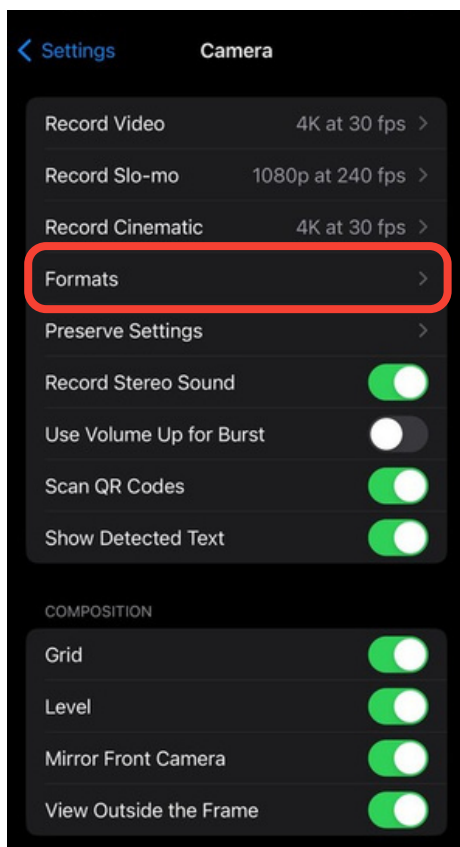 Settings Camera
Record Video 4K at 30 fps
Record Slo-mo 1080p at 240 fps
Record Cinematic 4K at 30 fps
Formats
Preserve Settings
Record Stereo Sound
Use Volume Up for Burst
Scan QR Codes
Show Detected Text
COMPOSITION
Grid
Level
Mirror Front Camera
View Outside the Frame